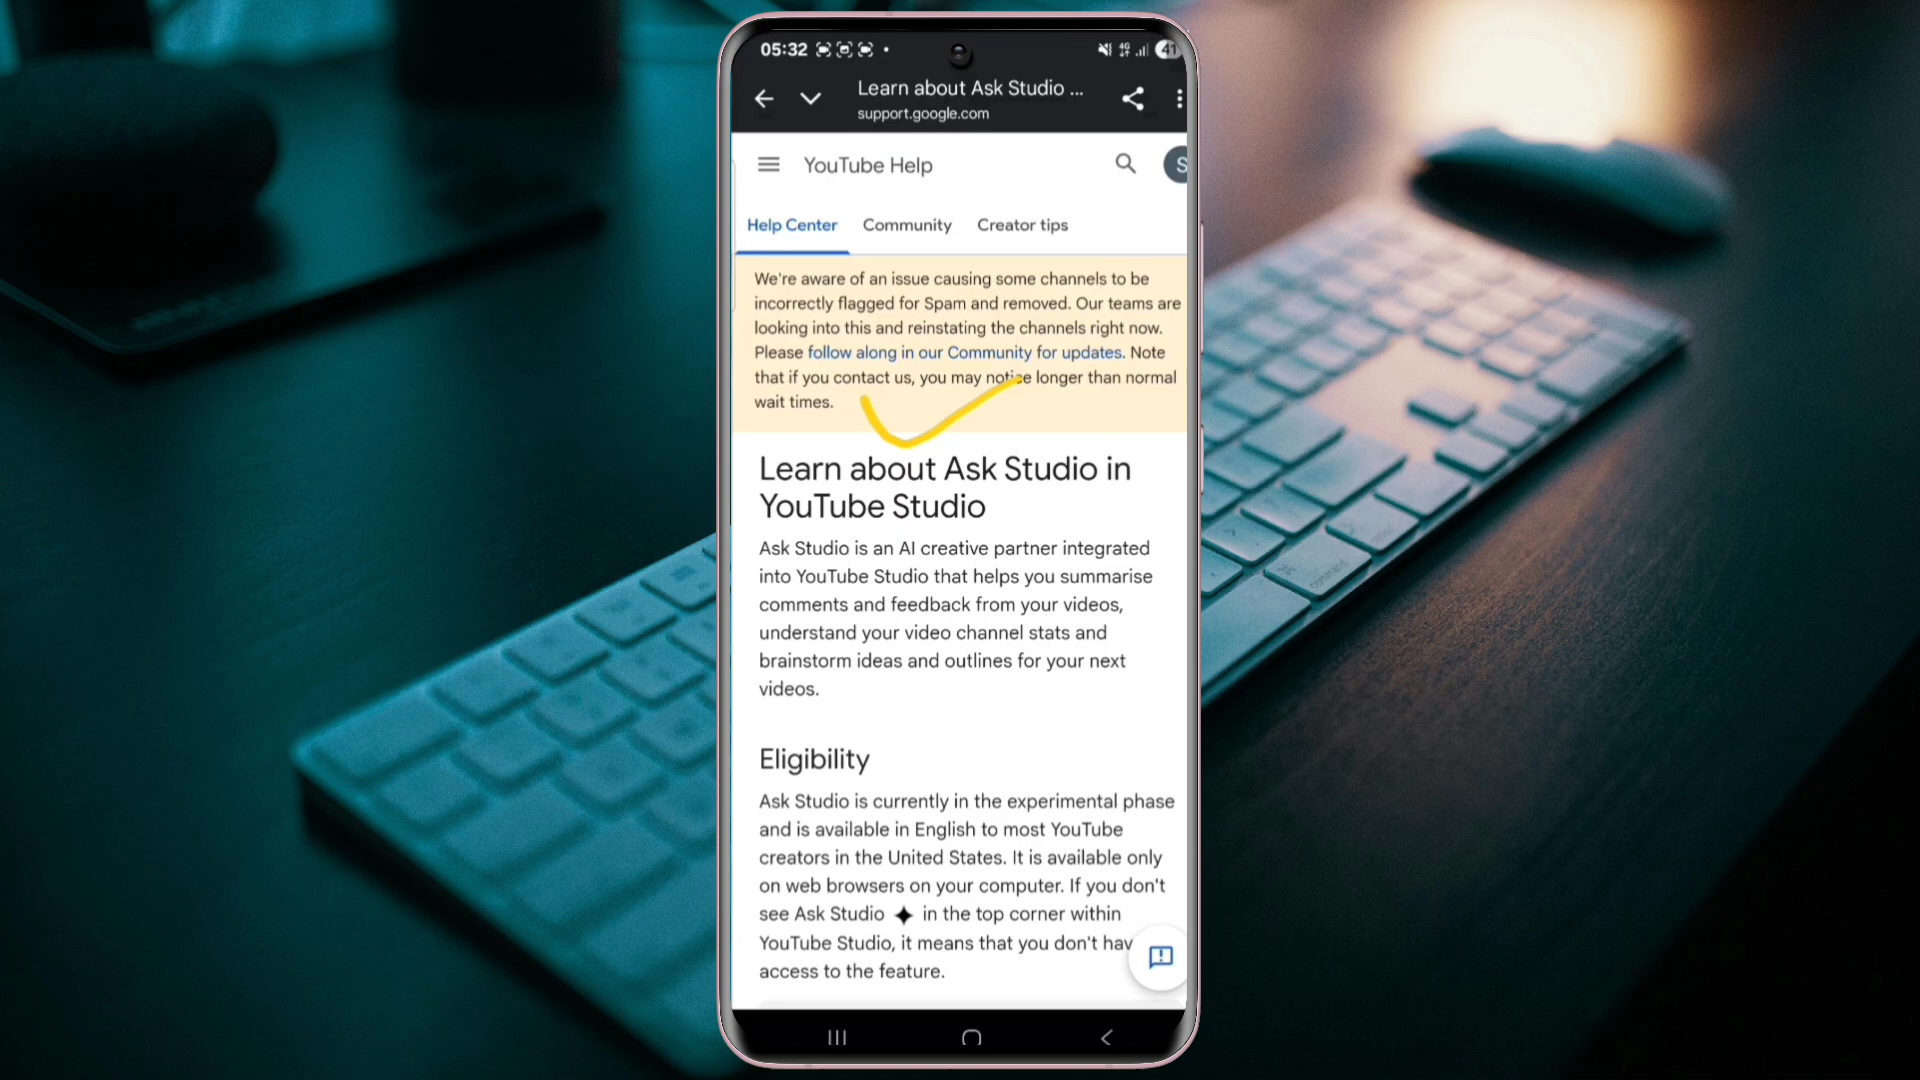 05:32
41
Learn about Ask Studio ...
support.google.com
YouTube Help
S
Help Center Community Creator tips
We're aware of an issue causing some channels to be
incorrectly flagged for Spam and removed. Our teams are
looking into this and reinstating the channels right now.
Please follow along in our Community for updates. Note
that if you contact us, you may notice longer than normal
wait times.
Learn about Ask Studio in
YouTube Studio
Ask Studio is an AI creative partner integrated
into YouTube Studio that helps you summarise
comments and feedback from your videos,
understand your video channel stats and
brainstorm ideas and outlines for your next
videos.
Eligibility
Ask Studio is currently in the experimental phase
and is available in English to most YouTube
creators in the United States. It is available only
on web browsers on your computer. If you don't
see Ask Studio in the top corner within
YouTube Studio, it means that you don't hav
access to the feature.
command